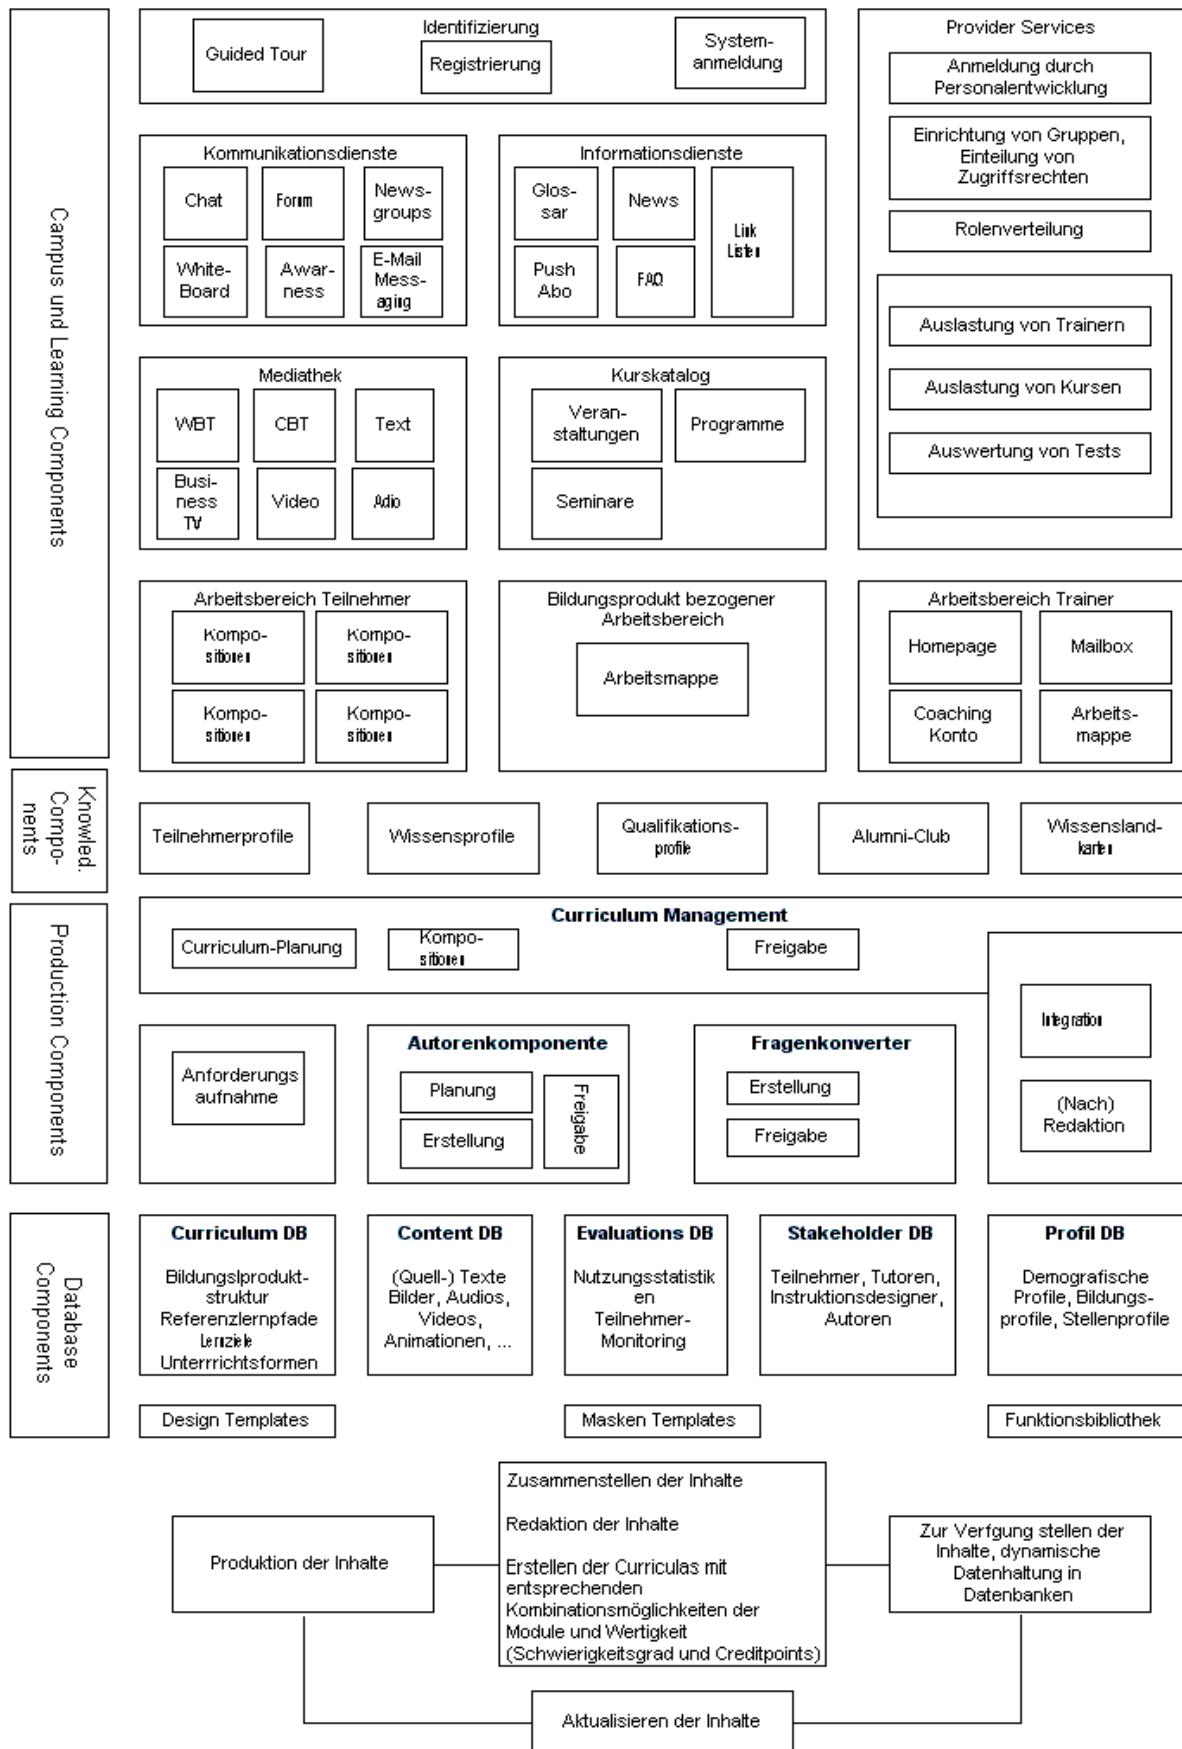 Campus und Learning Components
Identifizierung
Guided Tour
Registrierung
System-
anmeldung
Provider Services
Anmeldung durch
Personalentwicklung
Einrichtung von Gruppen,
Einteilung von
Zugriffsrechten
Rolenverteilung
Auslastung von Trainern
Auslastung von Kursen
Auswertung von Tests
Kommunikationsdienste
Chat
Forum
News-
groups
White-
Board
Awar-
ness
E-Mail
Mess-
aging
Informationsdienste
Glos-
sar
News
Link
Listen
Push
Abo
FAQ
Mediathek
WBT
CBT
Text
Busi-
ness
TV
Video
Adio
Kurskatalog
Veran-
staltungen
Programme
Seminare
Arbeitsbereich Teilnehmer
Kompo-
sitionen
Kompo-
sitionen
Kompo-
sitionen
Kompo-
sitionen
Bildungsprodukt bezogener
Arbeitsbereich
Arbeitsmappe
Arbeitsbereich Trainer
Homepage
Mailbox
Coaching
Konto
Arbeits-
mappe
Knowled.
Compo-
nents
Teilnehmerprofile
Wissensprofile
Qualifikations-
profile
Alumni-Club
Wissensland-
karten
Production Components
Curriculum Management
Curriculum-Planung
Kompo-
sitionen
Freigabe
Integration
(Nach)
Redaktion
Anforderungs
aufnahme
Autorenkomponente
Planung
Erstellung
Freigabe
Fragenkonverter
Erstellung
Freigabe
Database
Components
Curriculum DB
Bildungslprodukt-
struktur
Referenzlernpfade
Lernziele
Unterrrichtsformen
Content DB
(Quell-) Texte
Bilder, Audios,
Videos,
Animationen, ...
Evaluations DB
Nutzungsstatistik
en
Teilnehmer-
Monitoring
Stakeholder DB
Teilnehmer, Tutoren,
Instruktionsdesigner,
Autoren
Profil DB
Demografische
Profile, Bildungs-
profile, Stellenprofile
Design Templates
Masken Templates
Funktionsbibliothek
Produktion der Inhalte
Zusammenstellen der Inhalte
Redaktion der Inhalte
Erstellen der Curriculas mit
entsprechenden
Kombinationsmöglichkeiten der
Module und Wertigkeit
(Schwierigkeitsgrad und Creditpoints)
Zur Verfgung stellen der
Inhalte, dynamische
Datenhaltung in
Datenbanken
Aktualisieren der Inhalte